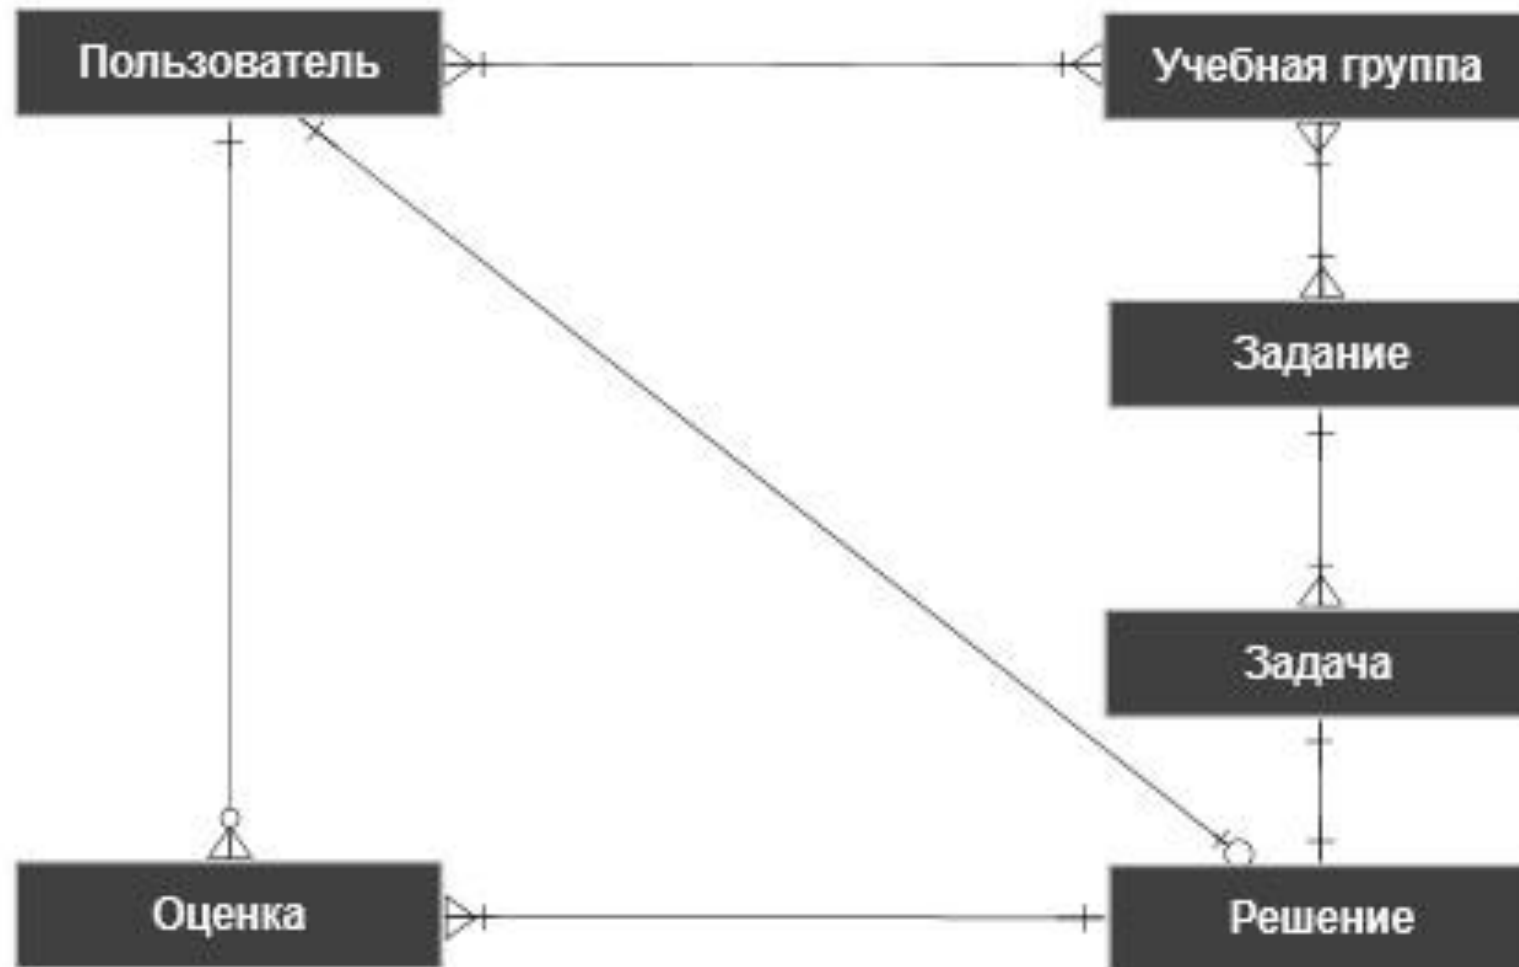 Пользователь
Учебная группа
Задание
Задача
Оценка
Решение